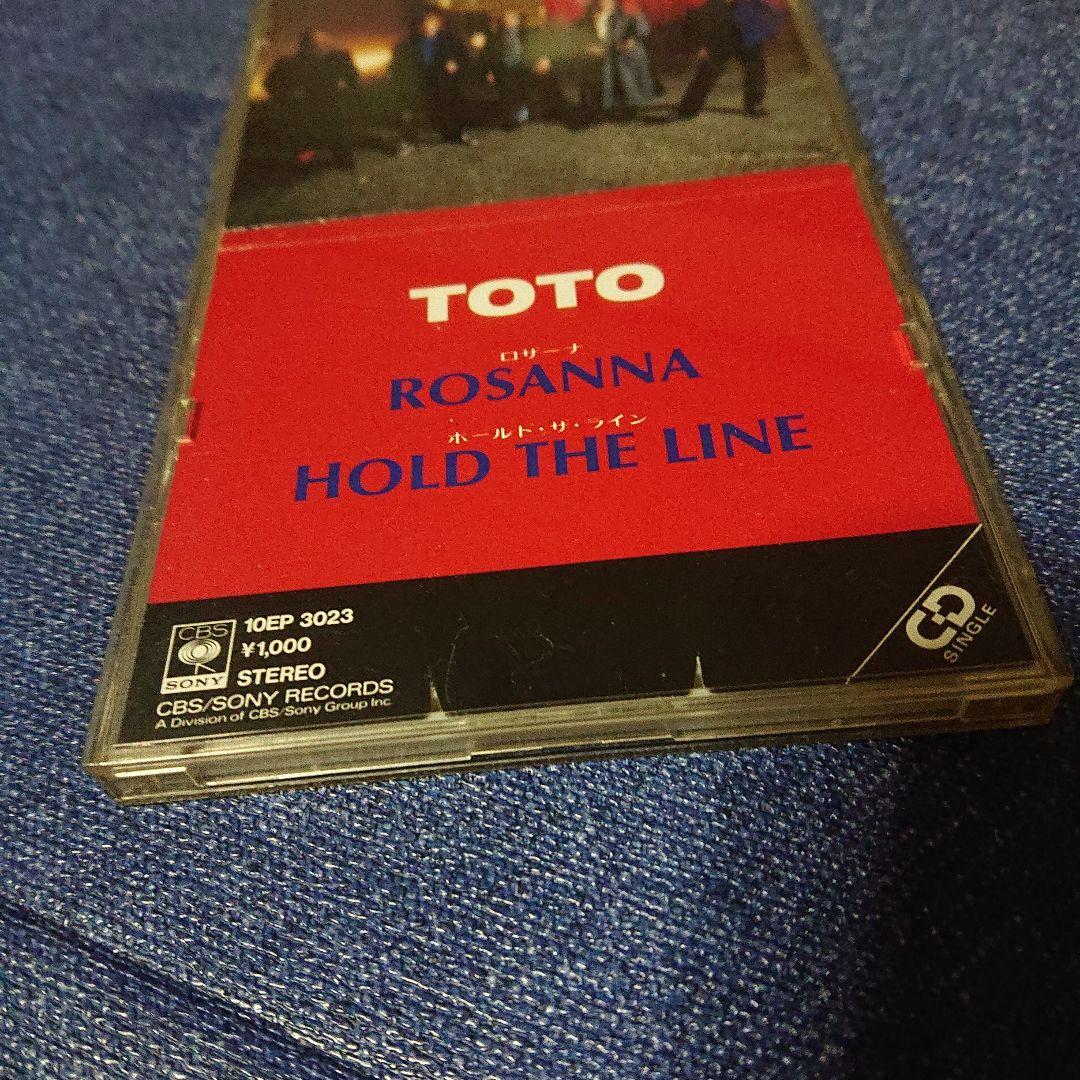 TOTO
ロザーナ
ROSANNA
ホールド・ザ・ライン
HOLD THE LINE
CBS
SONY
10EP 3023
¥1,000
STEREO
CBS/SONY RECORDS
A Division of CBS/Sony Group Inc.
CD
SINGLE